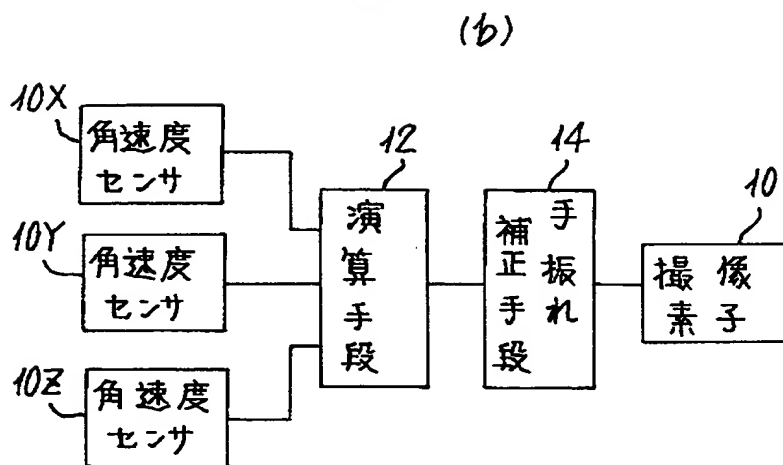 (b)
10X
角速度
センサ
10Y
角速度
センサ
10Z
角速度
センサ
12
演算手段
14
手振れ
補正手段
10
撮像
素子